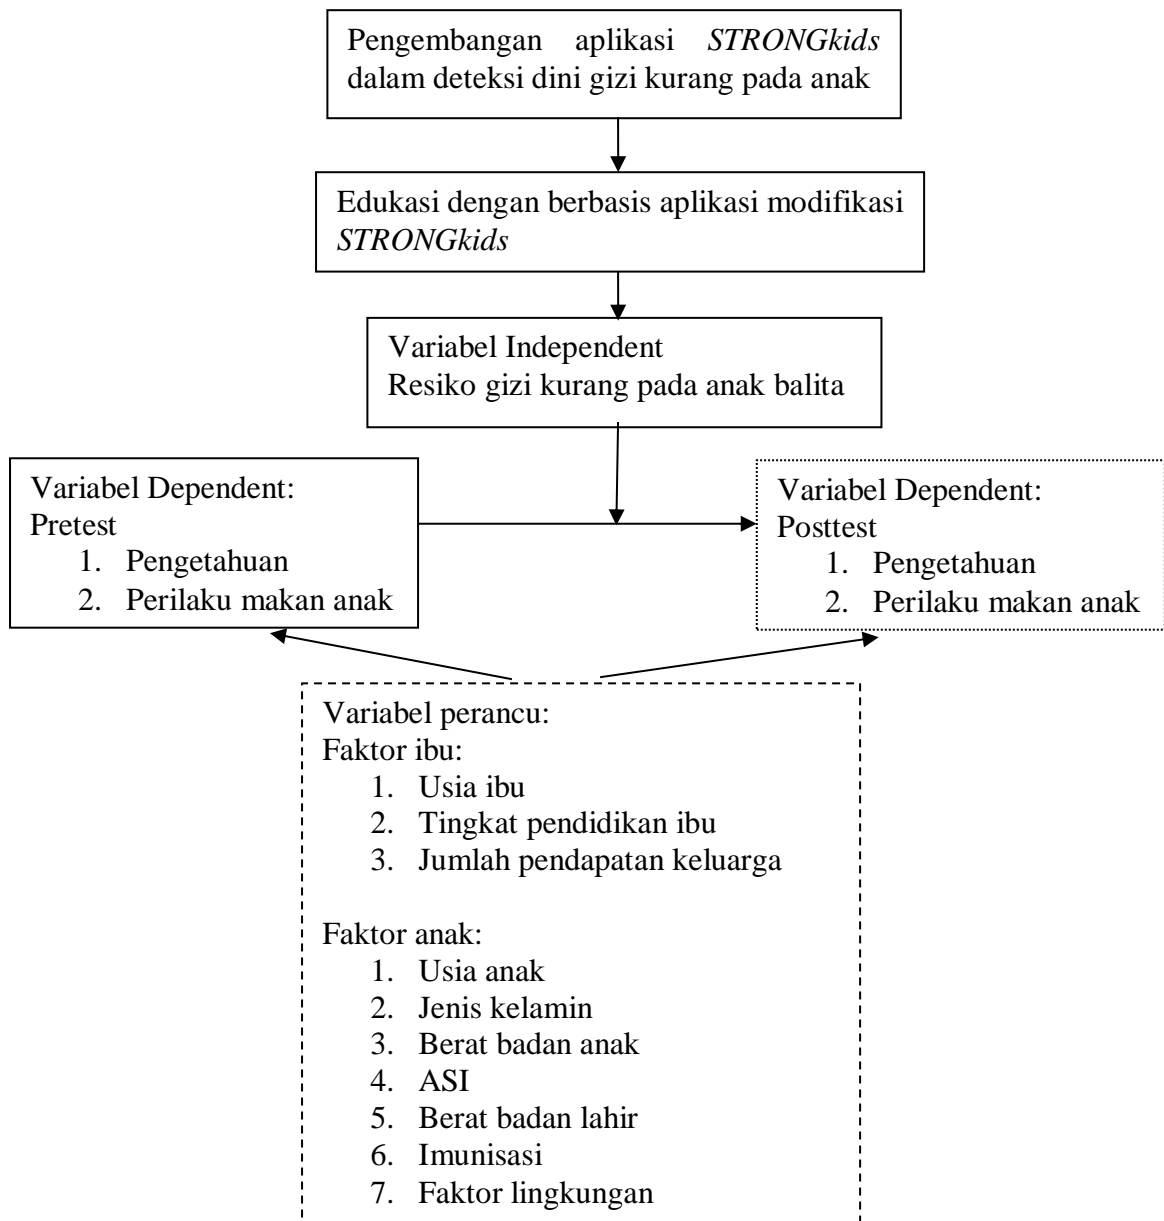 Pengembangan aplikasi STRONGkids
dalam deteksi dini gizi kurang pada anak
Edukasi dengan berbasis aplikasi modifikasi
STRONGkids
Variabel Independent
Resiko gizi kurang pada anak balita
Variabel Dependent:
Pretest
1. Pengetahuan
2. Perilaku makan anak
Variabel Dependent:
Posttest
1. Pengetahuan
2. Perilaku makan anak
Variabel perancu:
Faktor ibu:
1. Usia ibu
2. Tingkat pendidikan ibu
3. Jumlah pendapatan keluarga
Faktor anak:
1. Usia anak
2. Jenis kelamin
3. Berat badan anak
4. ASI
5. Berat badan lahir
6. Imunisasi
7. Faktor lingkungan